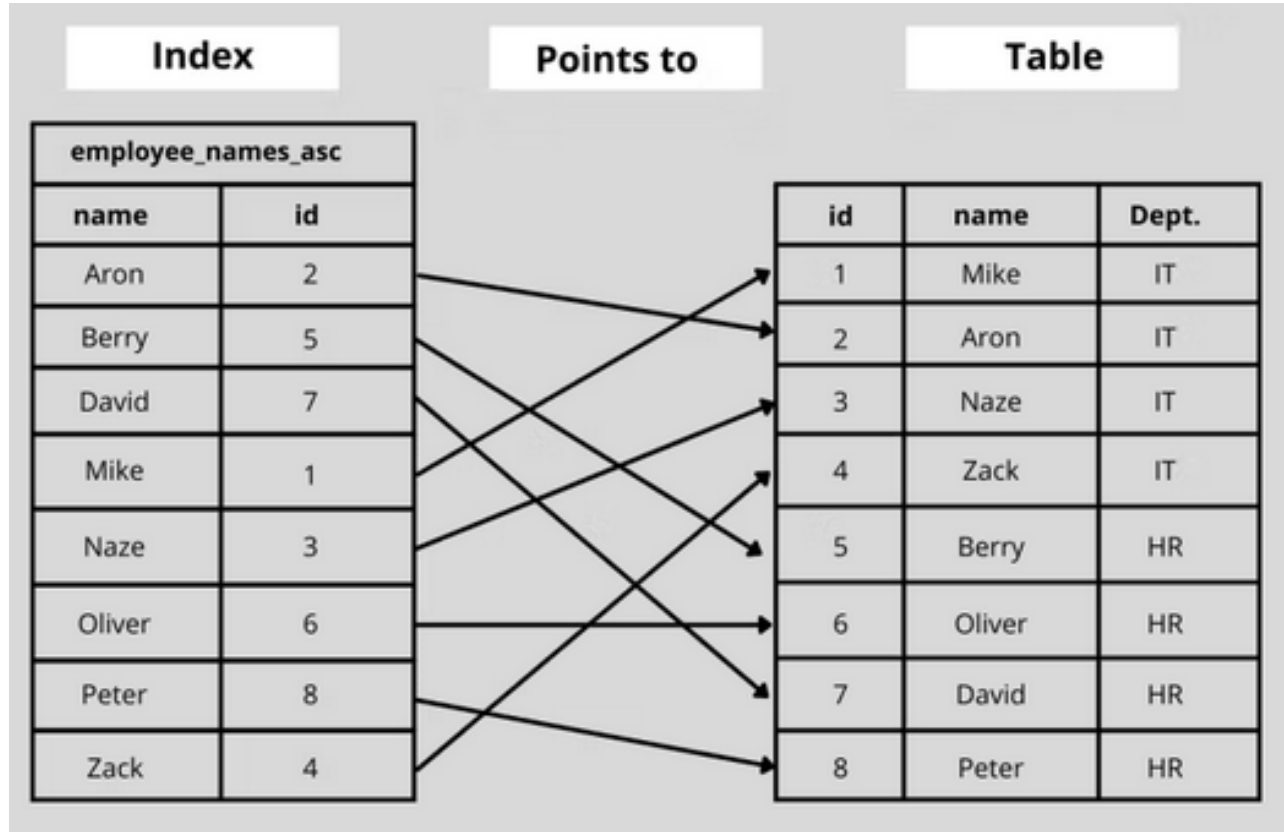 Index Points to Table
employee_names_asc
name id
Aron 2
Berry 5
David 7
Mike 1
Naze 3
Oliver 6
Peter 8
Zack 4
id name Dept.
1 Mike IT
2 Aron IT
3 Naze IT
4 Zack IT
5 Berry HR
6 Oliver HR
7 David HR
8 Peter HR